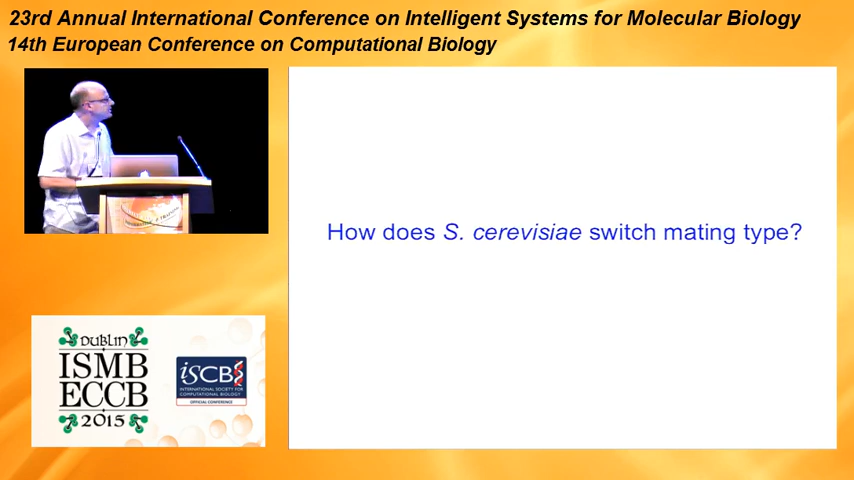 23rd Annual International Conference on Intelligent Systems for Molecular Biology
14th European Conference on Computational Biology
How does S. cerevisiae switch mating type?
DUBLIN
ISMB
ECCB
2015
ISCB
INTERNATIONAL SOCIETY FOR
COMPUTATIONAL BIOLOGY
OFFICIAL CONFERENCE